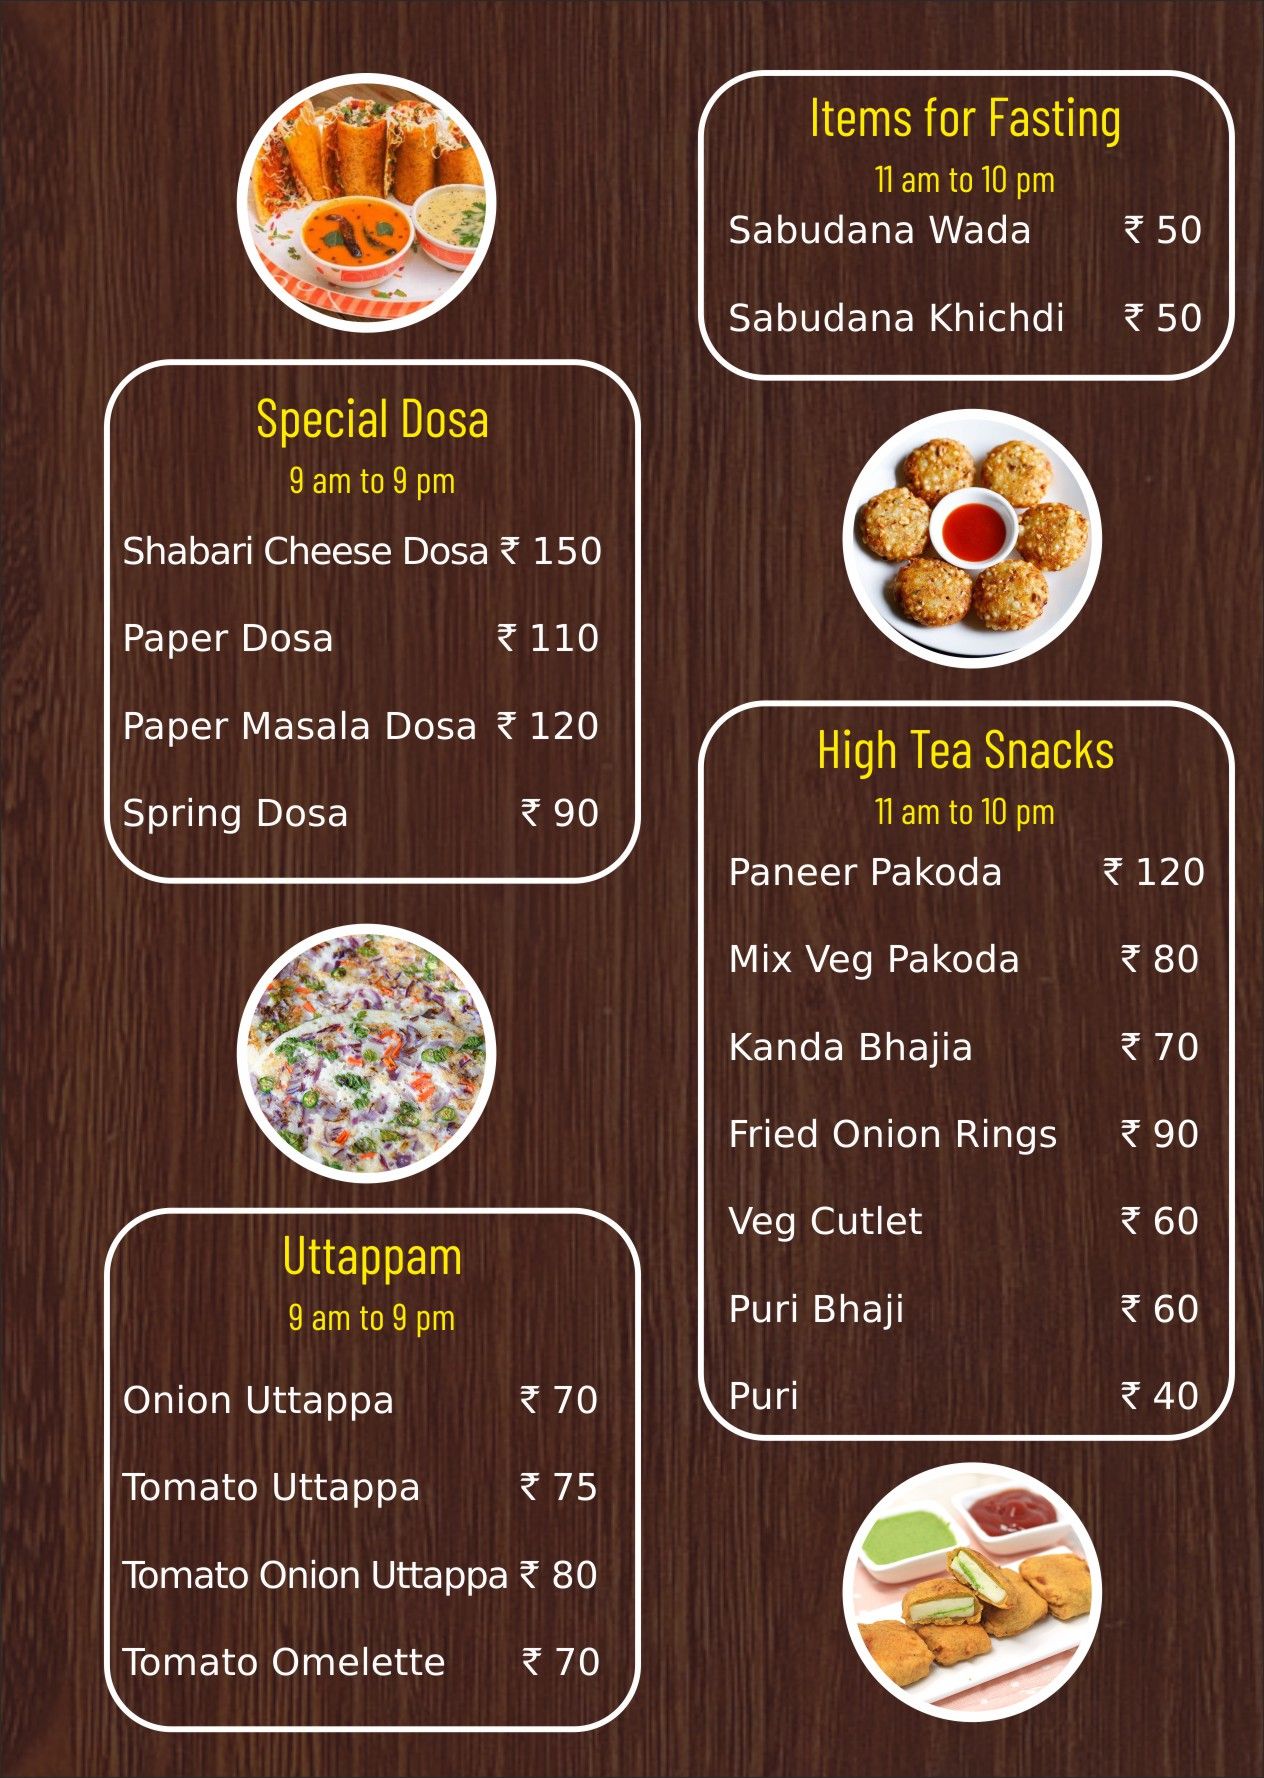 Special Dosa
9 am to 9 pm
Shabari Cheese Dosa ₹ 150
Paper Dosa ₹ 110
Paper Masala Dosa ₹ 120
Spring Dosa ₹ 90
Uttappam
9 am to 9 pm
Onion Uttappa ₹ 70
Tomato Uttappa ₹ 75
Tomato Onion Uttappa ₹ 80
Tomato Omelette ₹ 70
Items for Fasting
11 am to 10 pm
Sabudana Wada ₹ 50
Sabudana Khichdi ₹ 50
High Tea Snacks
11 am to 10 pm
Paneer Pakoda ₹ 120
Mix Veg Pakoda ₹ 80
Kanda Bhajia ₹ 70
Fried Onion Rings ₹ 90
Veg Cutlet ₹ 60
Puri Bhaji ₹ 60
Puri ₹ 40